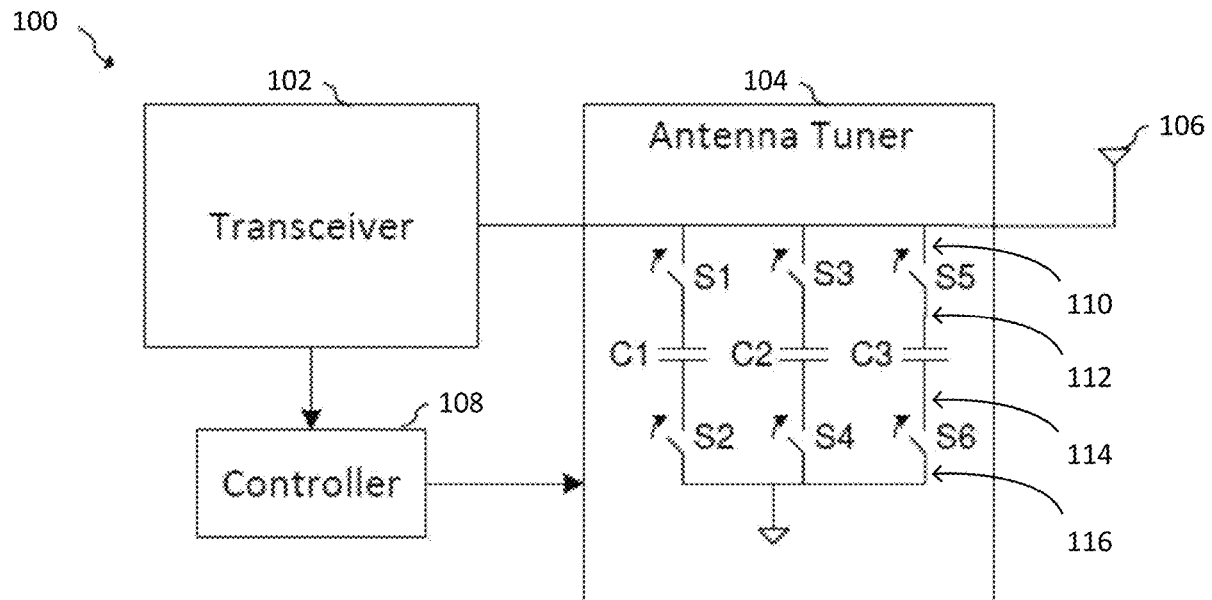 100
102
104
Antenna Tuner
106
Transceiver
S1
S3
S5
110
C1
C2
C3
112
108
S2
S4
S6
114
Controller
116